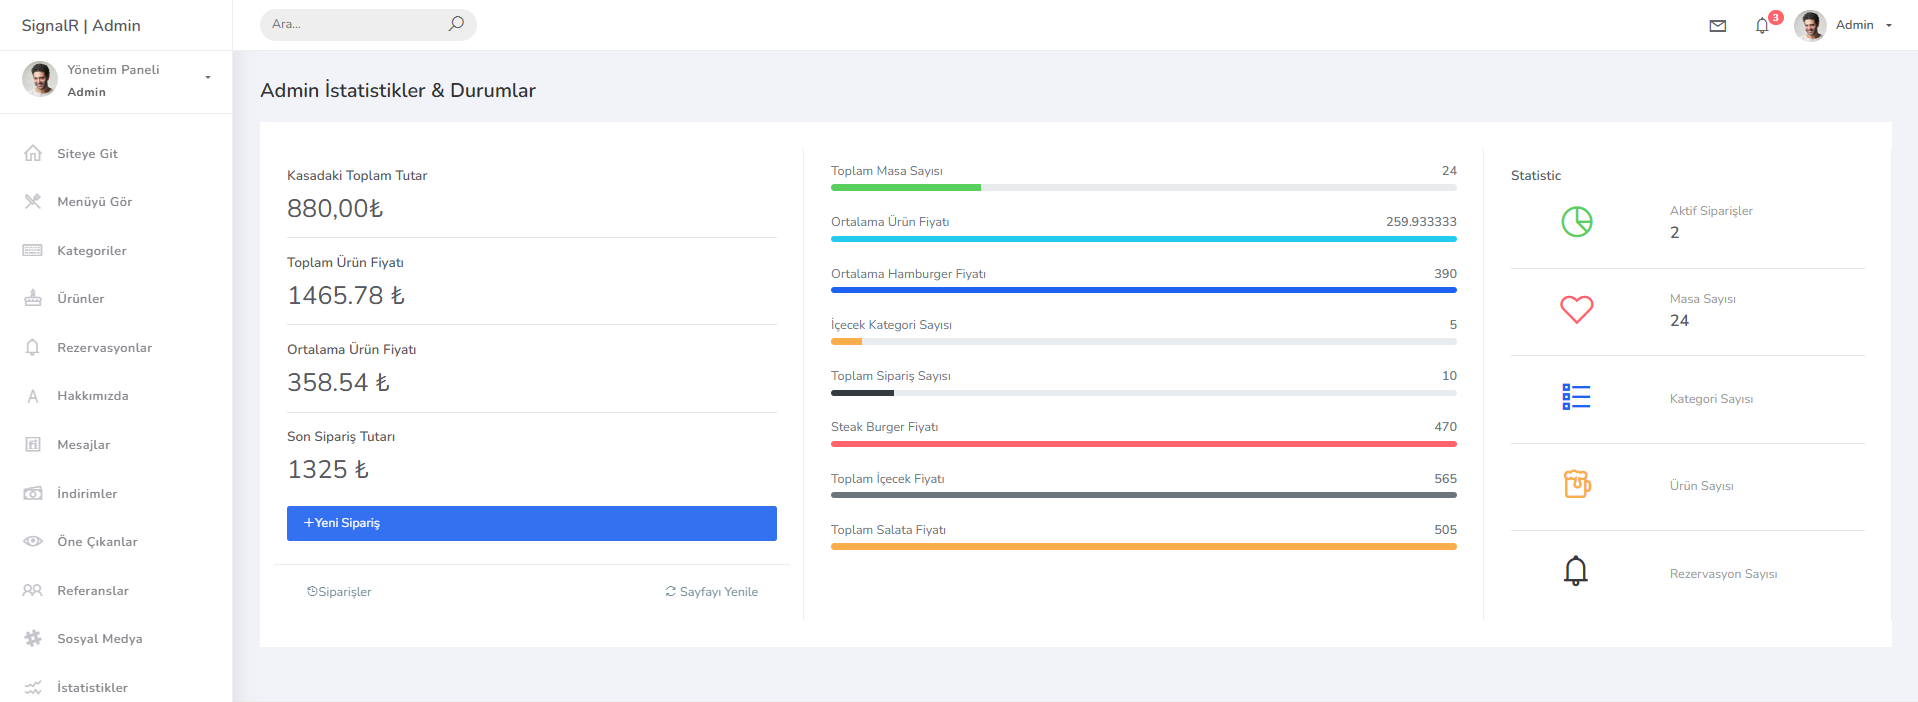 SignalR | Admin
Ara...
3
Admin
Yönetim Paneli
Admin
Siteye Git
Menüyü Gör
Kategoriler
Ürünler
Rezervasyonlar
Hakkımızda
Mesajlar
İndirimler
Öne Çıkanlar
Referanslar
Sosyal Medya
İstatistikler
Admin İstatistikler & Durumlar
Kasadaki Toplam Tutar
880,00₺
Toplam Ürün Fiyatı
1465.78 ₺
Ortalama Ürün Fiyatı
358.54 ₺
Son Sipariş Tutarı
1325 ₺
+Yeni Sipariş
Siparişler
Sayfayı Yenile
Toplam Masa Sayısı 24
Ortalama Ürün Fiyatı 259.933333
Ortalama Hamburger Fiyatı 390
İçecek Kategori Sayısı 5
Toplam Sipariş Sayısı 10
Steak Burger Fiyatı 470
Toplam İçecek Fiyatı 565
Toplam Salata Fiyatı 505
Statistic
Aktif Siparişler
2
Masa Sayısı
24
Kategori Sayısı
Ürün Sayısı
Rezervasyon Sayısı